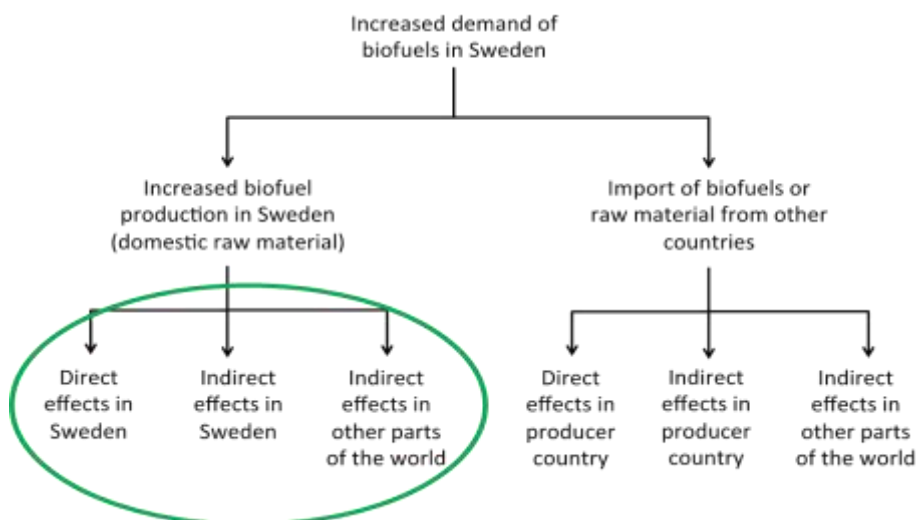 Increased demand of
biofuels in Sweden
Increased biofuel
production in Sweden
(domestic raw material)
Import of biofuels or
raw material from other
countries
Direct
effects in
Sweden
Indirect
effects in
Sweden
Indirect
effects in
other parts
of the world
Direct
effects in
producer
country
Indirect
effects in
producer
country
Indirect
effects in
other parts
of the world